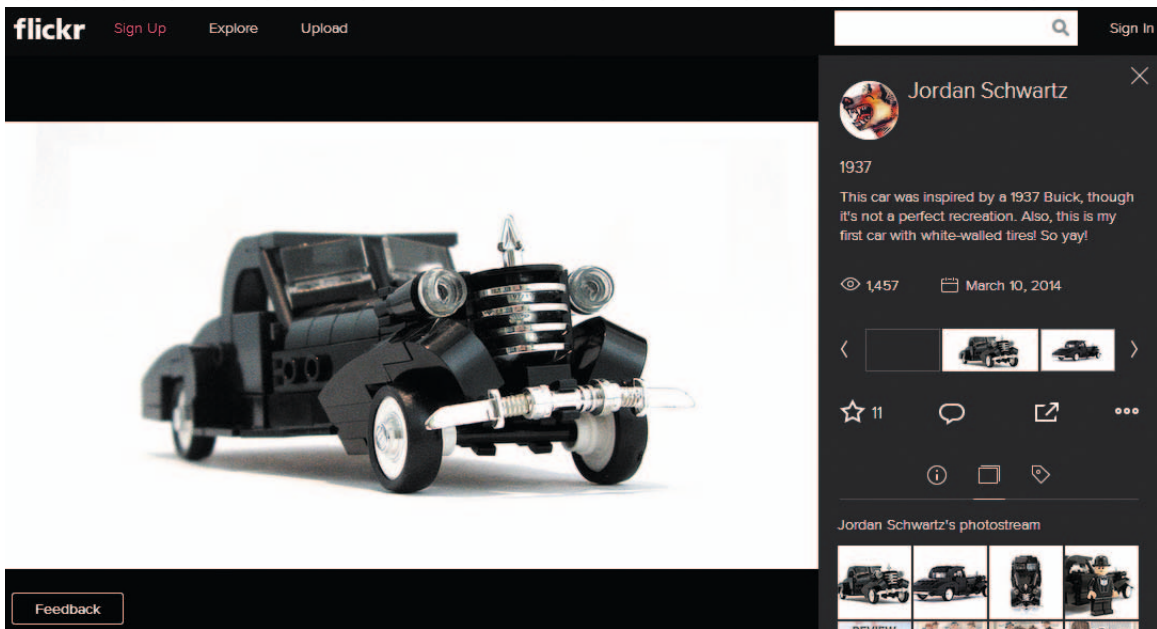 flickr
Sign Up
Explore
Upload
Sign In
Jordan Schwartz
1937
This car was inspired by a 1937 Buick, though
it's not a perfect recreation. Also, this is my
first car with white-walled tires! So yay!
1,457
March 10, 2014
11
Jordan Schwartz's photostream
Feedback
REVIEW